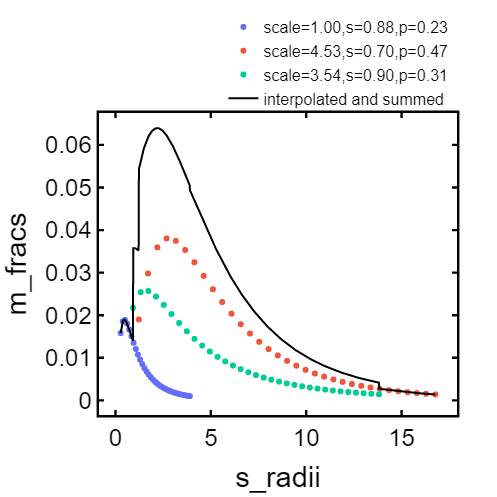 scale=1.00,s=0.88,p=0.23
scale=4.53,s=0.70,p=0.47
scale=3.54,s=0.90,p=0.31
interpolated and summed
0.06
0.05
0.04
0.03
0.02
0.01
0
m_fracs
0 5 10 15
s_radii